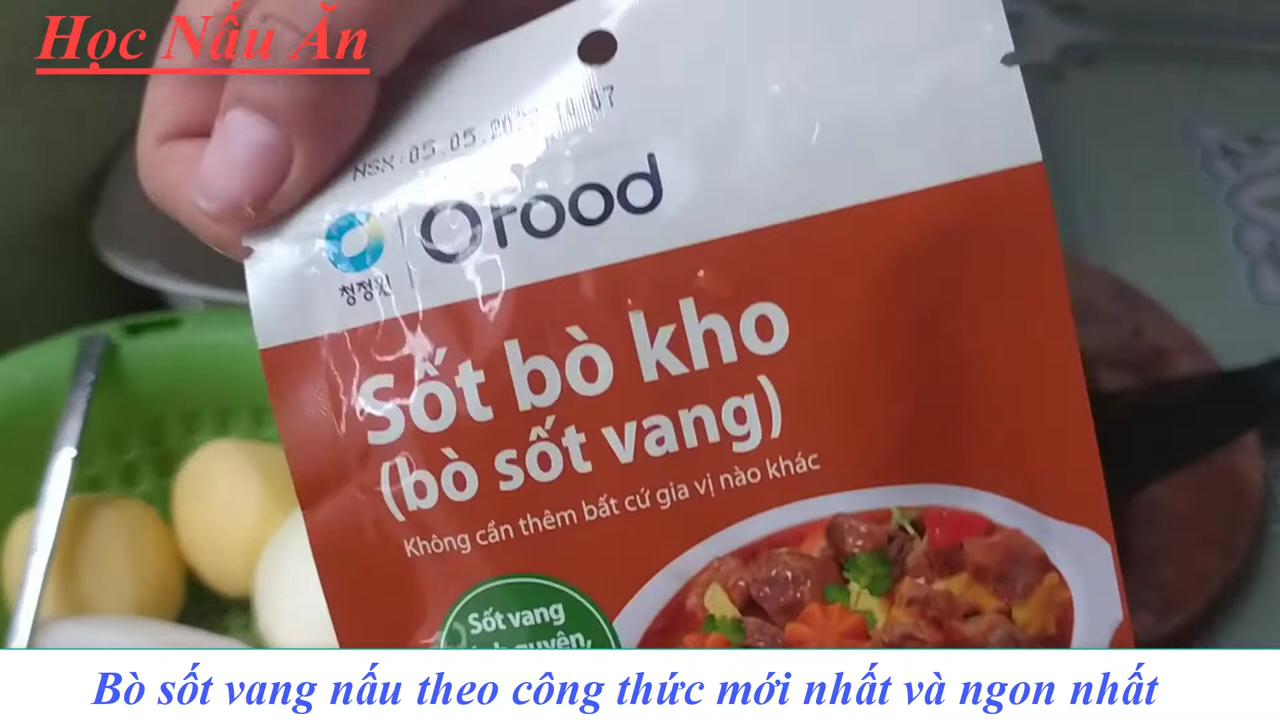 Học Nấu Ăn
NSX: 05.05.
O'food
청정원
Sốt bò kho
(bò sốt vang)
Không cần thêm bất cứ gia vị nào khác
Sốt vang
Bò sốt vang nấu theo công thức mới nhất và ngon nhất